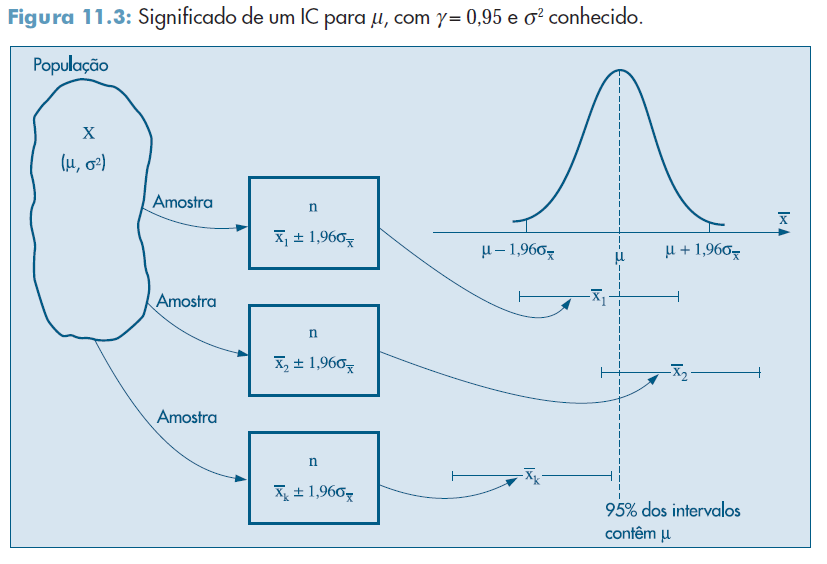 Figura 11.3: Significado de um IC para μ, com γ = 0,95 e σ² conhecido.
População
X
(μ, σ²)
Amostra
n
x̅₁ ± 1,96σx̅
Amostra
n
x̅₂ ± 1,96σx̅
Amostra
n
x̅ₖ ± 1,96σx̅
x̅
μ – 1,96σx̅
μ
μ + 1,96σx̅
x̅₁
x̅₂
x̅ₖ
95% dos intervalos
contêm μ